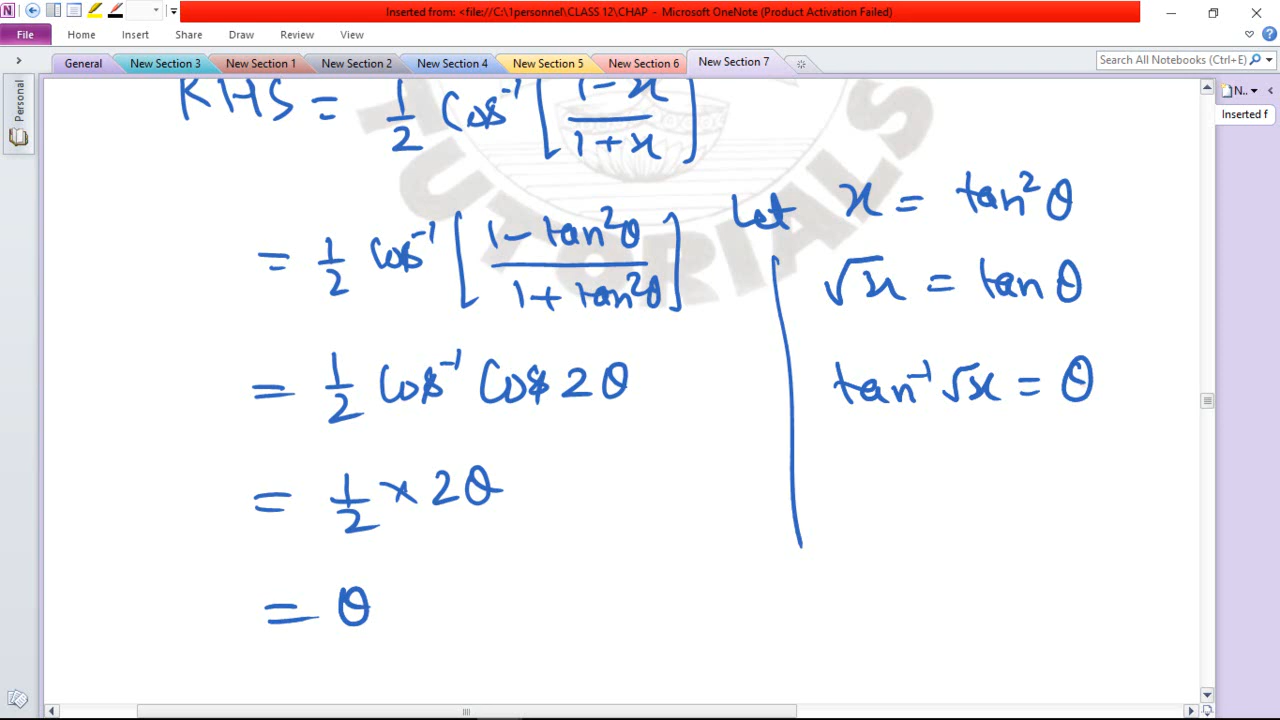 Inserted from: <file://C:\1personnel\CLASS 12\CHAP - Microsoft OneNote (Product Activation Failed)
File Home Insert Share Draw Review View
General New Section 3 New Section 1 New Section 2 New Section 4 New Section 5 New Section 6 New Section 7 Search All Notebooks (Ctrl+E)
Personal
N..
Inserted f
TUTORIALS
RHS = 1/2 Cos⁻¹ [(1-x)/(1+x)]
= 1/2 Cos⁻¹ [(1-tan²θ)/(1+tan²θ)]
= 1/2 Cos⁻¹ Cos 2θ
= 1/2 × 2θ
= θ
Let x = tan²θ
√x = tan θ
tan⁻¹ √x = θ